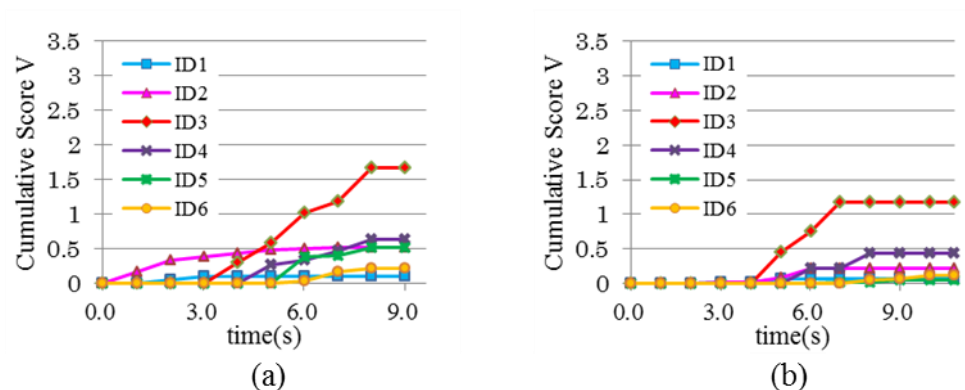 Cumulative Score V
3.5
3
2.5
2
1.5
1
0.5
0
ID1
ID2
ID3
ID4
ID5
ID6
0.0 3.0 6.0 9.0
time(s)
(a)
Cumulative Score V
3.5
3
2.5
2
1.5
1
0.5
0
ID1
ID2
ID3
ID4
ID5
ID6
0.0 3.0 6.0 9.0
time(s)
(b)